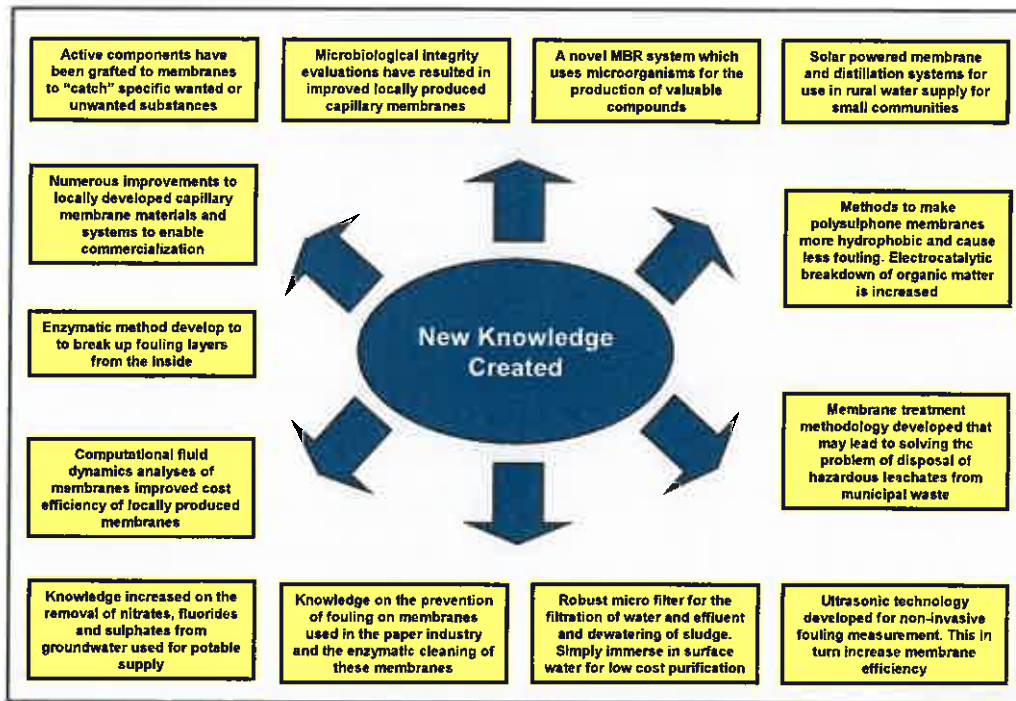 Active components have
been grafted to membranes
to "catch" specific wanted or
unwanted substances
Microbiological integrity
evaluations have resulted in
improved locally produced
capillary membranes
A novel MBR system which
uses microorganisms for the
production of valuable
compounds
Solar powered membrane
and distillation systems for
use in rural water supply for
small communities
Numerous improvements to
locally developed capillary
membrane materials and
systems to enable
commercialization
Methods to make
polysulphone membranes
more hydrophobic and cause
less fouling. Electrocatalytic
breakdown of organic matter
is increased
Enzymatic method develop to
to break up fouling layers
from the inside
New Knowledge
Created
Computational fluid
dynamics analyses of
membranes improved cost
efficiency of locally produced
membranes
Membrane treatment
methodology developed that
may lead to solving the
problem of disposal of
hazardous leachates from
municipal waste
Knowledge increased on the
removal of nitrates, fluorides
and sulphates from
groundwater used for potable
supply
Knowledge on the prevention
of fouling on membranes
used in the paper industry
and the enzymatic cleaning of
these membranes
Robust micro filter for the
filtration of water and effluent
and dewatering of sludge.
Simply immerse in surface
water for low cost purification
Ultrasonic technology
developed for non-invasive
fouling measurement. This in
turn increase membrane
efficiency